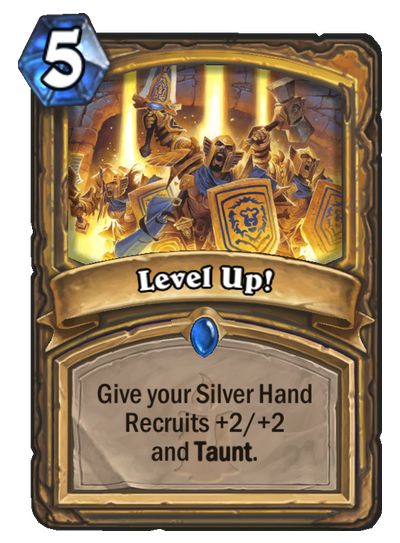 5
Level Up!
Give your Silver Hand
Recruits +2/+2
and Taunt.